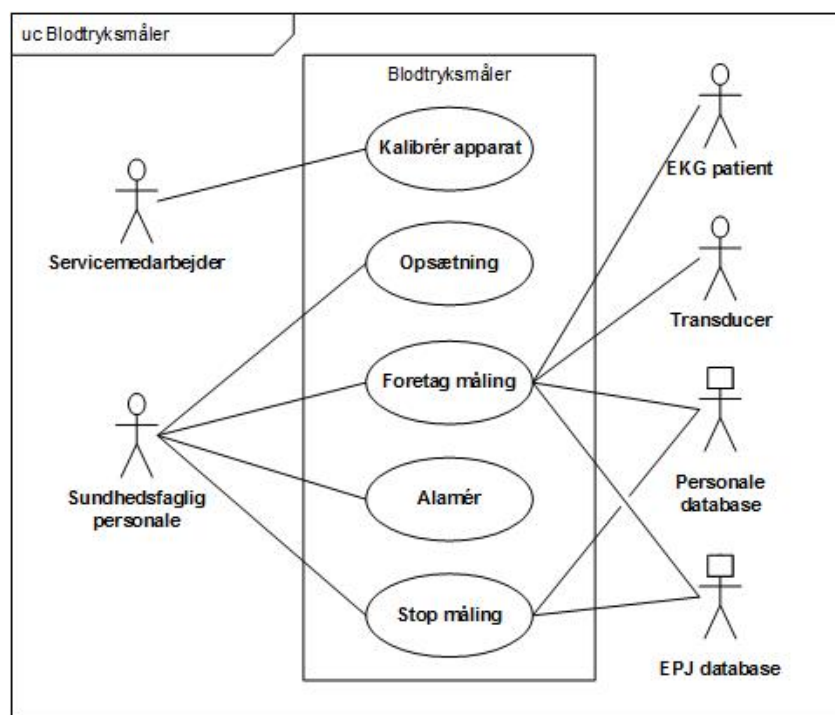 uc Blodtryksmåler
Blodtryksmåler
Kalibrér apparat
Opsætning
Foretag måling
Alamér
Stop måling
Servicemedarbejder
Sundhedsfaglig
personale
EKG patient
Transducer
Personale
database
EPJ database